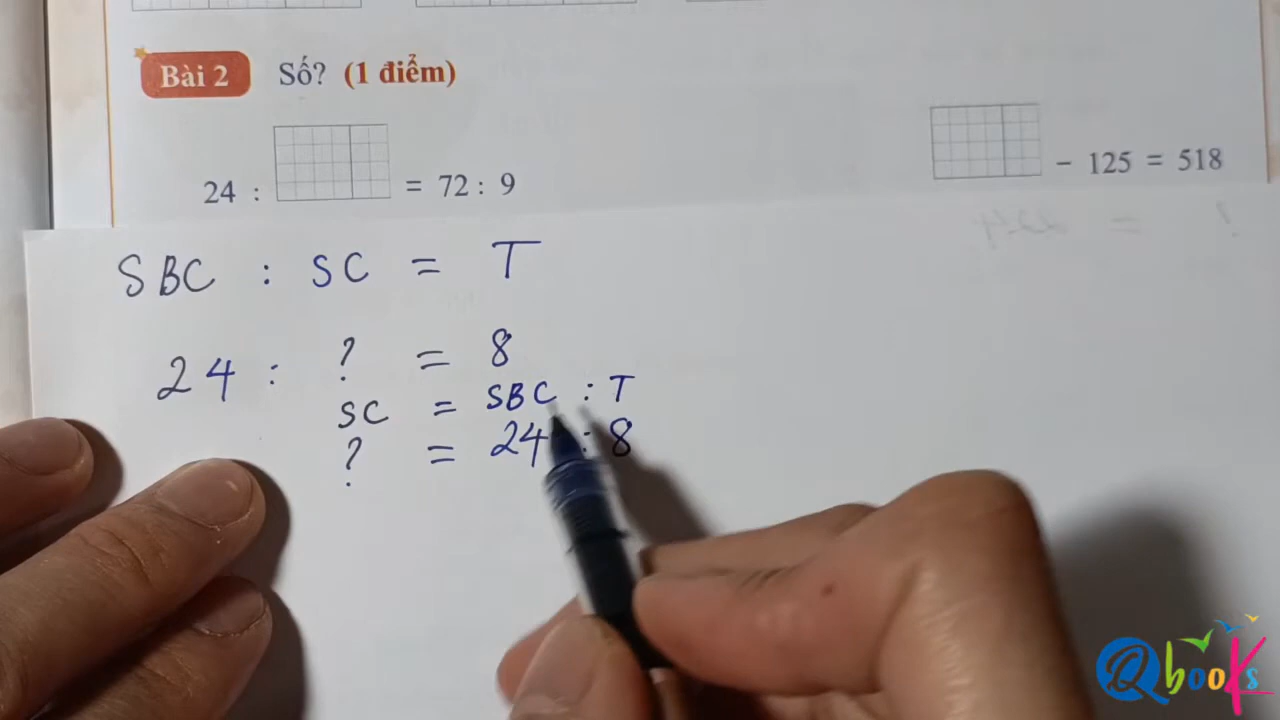 Bài 2 Số? (1 điểm)
24 : = 72 : 9
- 125 = 518
SBC : SC = T
24 : ? = 8
SC = SBC : T
? = 24 : 8
Qbooks